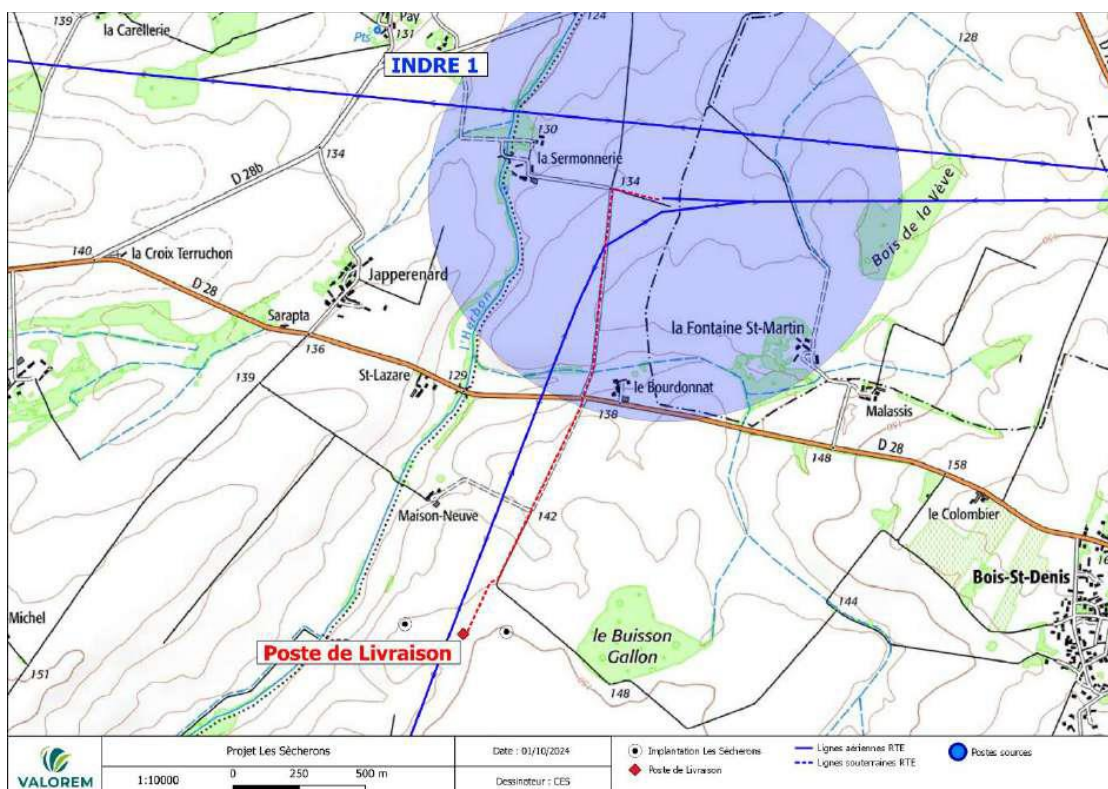 139
la Carellerie
Pay
131
Pts
124
128
INDRE 1
130
la Sermonnerie
134
134
D 28b
Bois de la Vève
140
la Croix Terruchon
D 28
Japperenard
Sarapta
136
l'Herbon
la Fontaine St-Martin
139
St-Lazare
129
le Bourdonnat
138
Malassis
150
148
D 28
158
le Colombier
Maison-Neuve
142
Bois-St-Denis
144
Michel
151
Poste de Livraison
le Buisson
Gallon
148
150
VALOREM
Projet Les Sècherons
1:10000
0 250 500 m
Date : 01/10/2024
Dessinateur : CES
Implantation Les Sècherons
Poste de Livraison
Lignes aériennes RTE
Lignes souterraines RTE
Postes sources